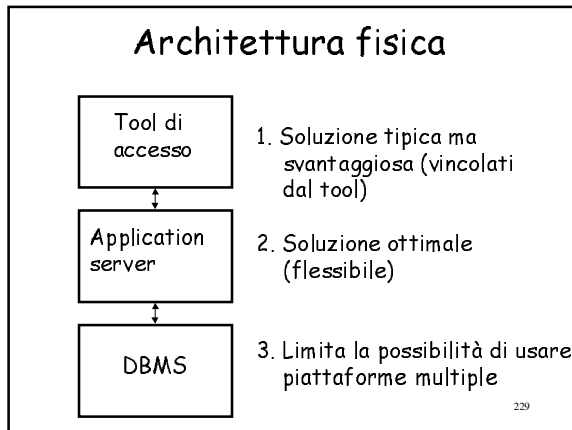 Architettura fisica
Tool di
accesso
1. Soluzione tipica ma
svantaggiosa (vincolati
dal tool)
Application
server
2. Soluzione ottimale
(flessibile)
DBMS
3. Limita la possibilità di usare
piattaforme multiple
229